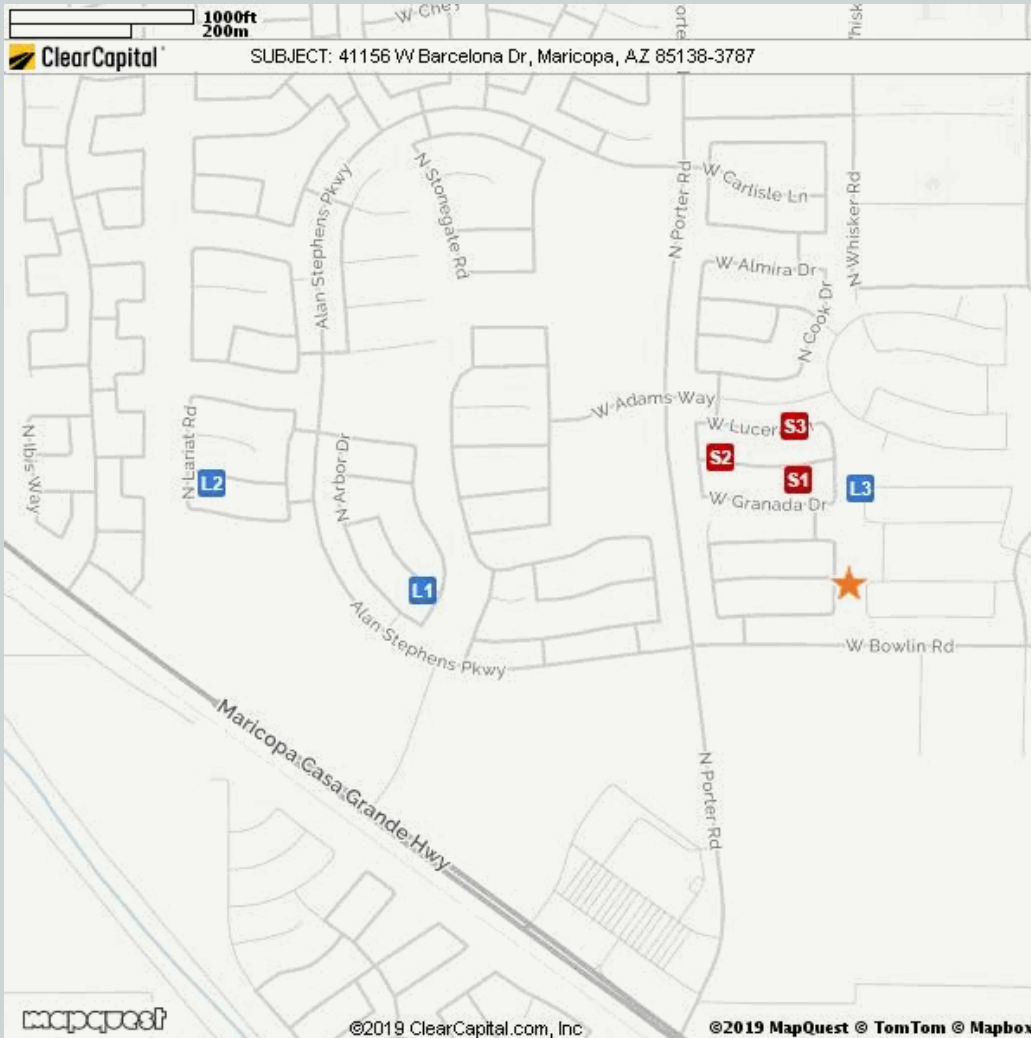 1000ft
200m
W Chey
ClearCapital
SUBJECT: 41156 W Barcelona Dr, Maricopa, AZ 85138-3787
N Stonegate Rd
Alan Stephens Pkwy
N Porter Rd
W Carlisle Ln
N Whisker Rd
W Almira Dr
N Cook Dr
W Adams Way
W Lucer
S3
S2
S1
L3
W Granada Dr
N Ibis Way
N Lariat Rd
L2
N Arbor Dr
L1
Alan Stephens Pkwy
W Bowlin Rd
Maricopa Casa Grande Hwy
N Porter Rd
mapquest
©2019 ClearCapital.com, Inc
©2019 MapQuest © TomTom © Mapbox